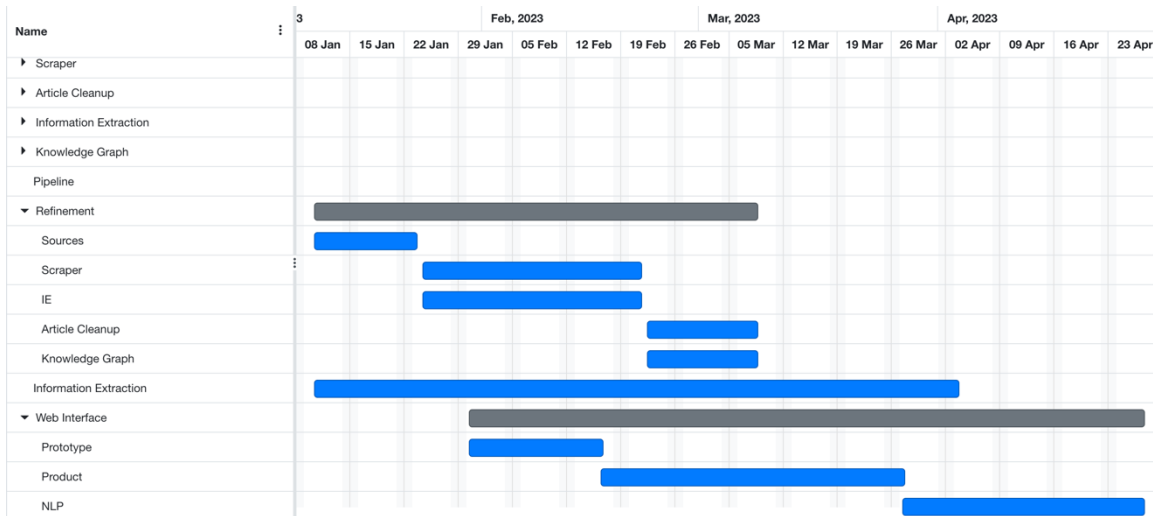 3 Feb, 2023 Mar, 2023 Apr, 2023
Name
08 Jan 15 Jan 22 Jan 29 Jan 05 Feb 12 Feb 19 Feb 26 Feb 05 Mar 12 Mar 19 Mar 26 Mar 02 Apr 09 Apr 16 Apr 23 Apr
Scraper
Article Cleanup
Information Extraction
Knowledge Graph
Pipeline
Refinement
Sources
Scraper
IE
Article Cleanup
Knowledge Graph
Information Extraction
Web Interface
Prototype
Product
NLP